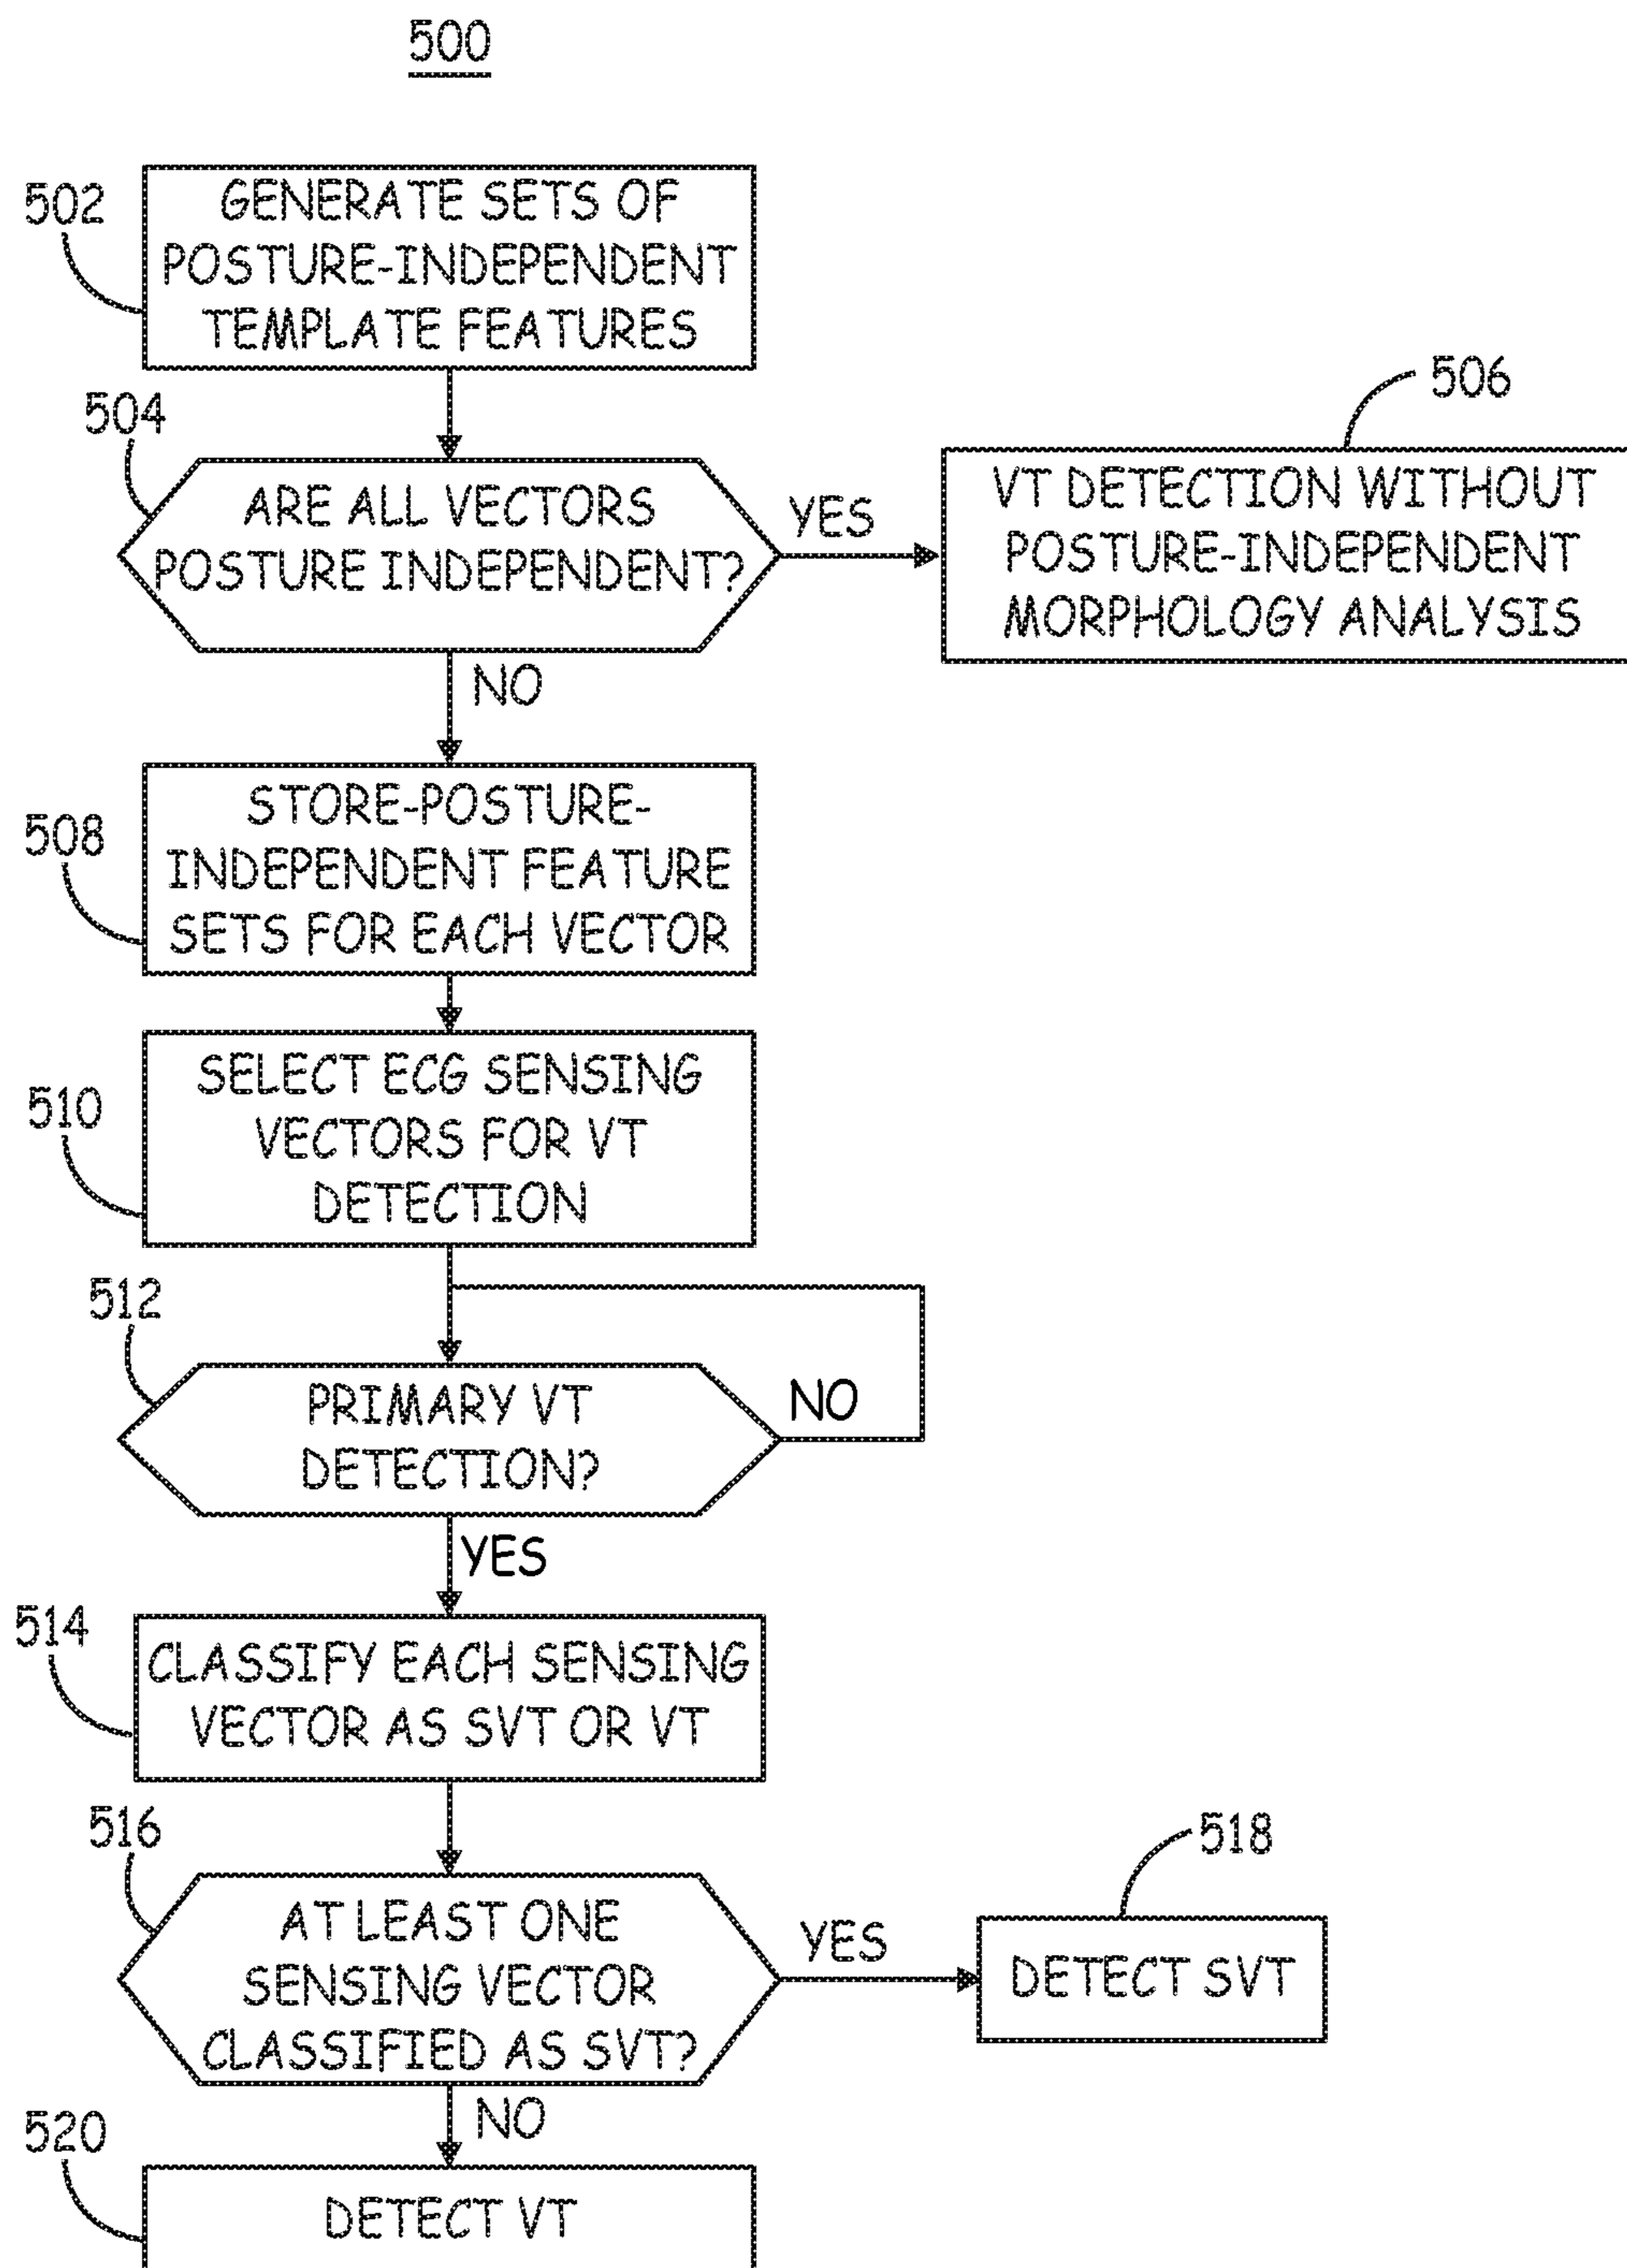 500
502
GENERATE SETS OF
POSTURE-INDEPENDENT
TEMPLATE FEATURES
504
ARE ALL VECTORS
POSTURE INDEPENDENT?
YES
506
VT DETECTION WITHOUT
POSTURE-INDEPENDENT
MORPHOLOGY ANALYSIS
NO
508
STORE-POSTURE-
INDEPENDENT FEATURE
SETS FOR EACH VECTOR
510
SELECT ECG SENSING
VECTORS FOR VT
DETECTION
512
PRIMARY VT
DETECTION?
NO
YES
514
CLASSIFY EACH SENSING
VECTOR AS SVT OR VT
516
AT LEAST ONE
SENSING VECTOR
CLASSIFIED AS SVT?
YES
518
DETECT SVT
NO
520
DETECT VT